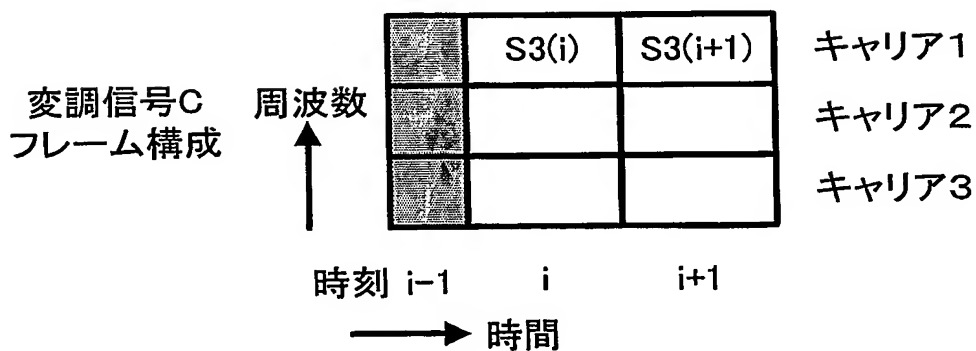 変調信号C
フレーム構成
周波数
S3(i) S3(i+1) キャリア1
キャリア2
キャリア3
時刻 i-1 i i+1
時間